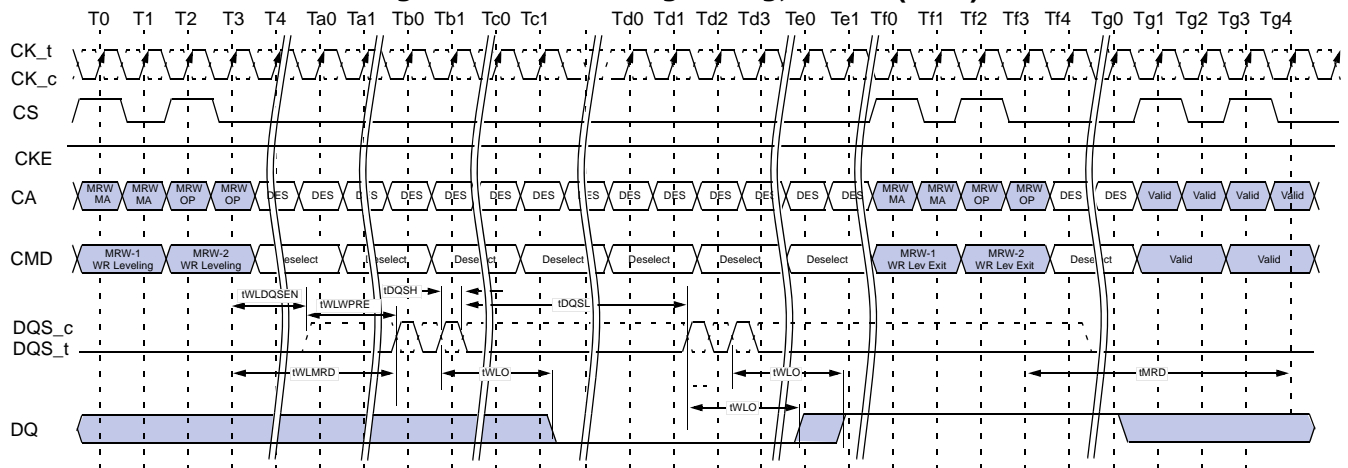 T0 T1 T2 T3 T4 Ta0 Ta1 Tb0 Tb1 Tc0 Tc1 Td0 Td1 Td2 Td3 Te0 Te1 Tf0 Tf1 Tf2 Tf3 Tf4 Tg0 Tg1 Tg2 Tg3 Tg4
CK_t
CK_c
CS
CKE
CA MRW MA MRW MA MRW OP MRW OP DES DES DES DES DES DES DES DES DES DES DES DES DES DES MRW MA MRW MA MRW OP MRW OP DES DES Valid Valid Valid Valid
CMD MRW-1 WR Leveling MRW-2 WR Leveling Deselect Deselect Deselect Deselect Deselect Deselect Deselect MRW-1 WR Lev Exit MRW-2 WR Lev Exit Deselect Valid Valid
tWLDQSEN tWLWPRE tDQSH tDQSL
DQS_c
DQS_t
tWLMRD tWLO tWLO tMRD
tWLO
DQ